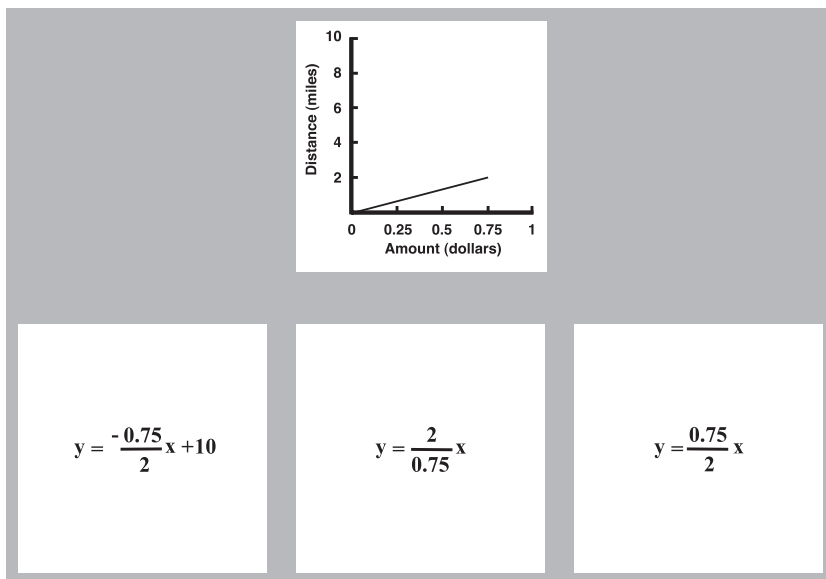 10
8
6
4
2
Distance (miles)
0 0.25 0.5 0.75 1
Amount (dollars)
y = -0.75/2 x +10
y = 2/0.75 x
y = 0.75/2 x